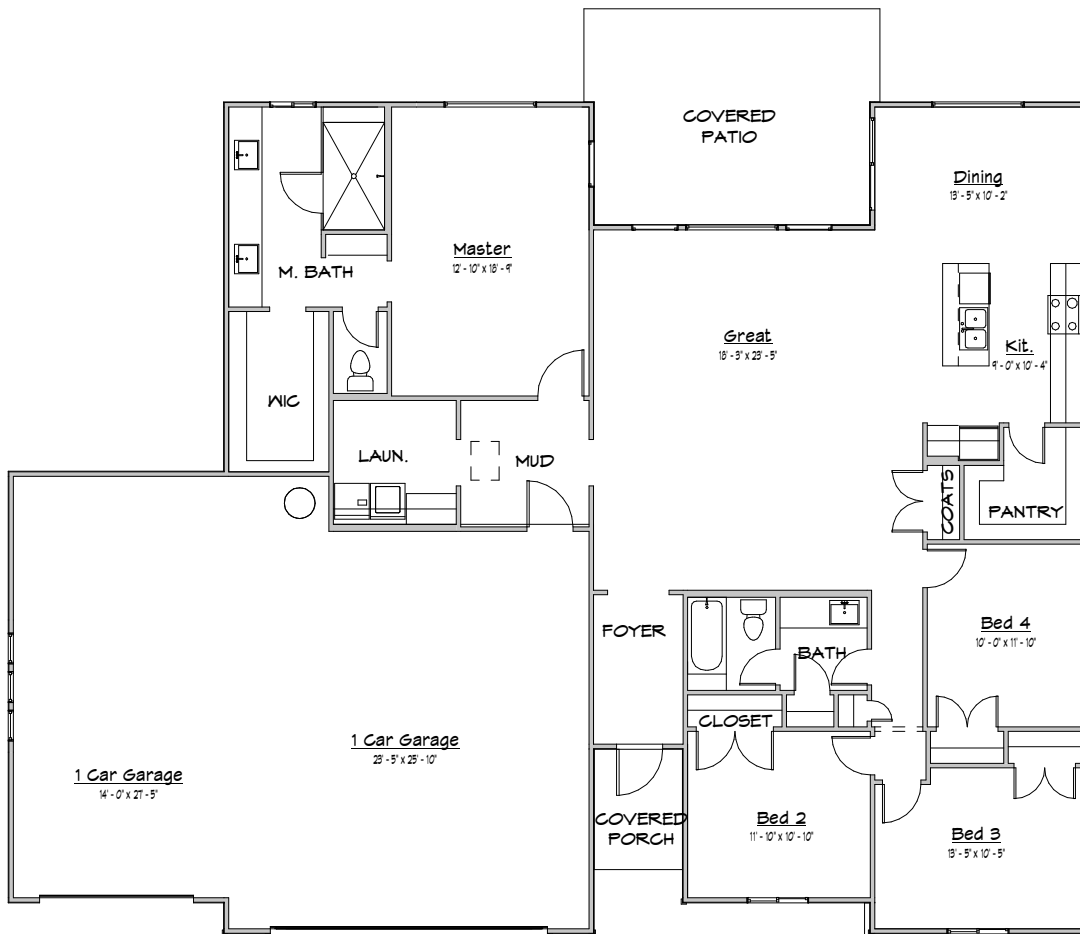 COVERED
PATIO
Dining
13' - 5" x 10' - 2"
Master
12' - 10" x 18' - 9"
M. BATH
Great
18' - 3" x 23' - 5"
Kit.
9' - 0" x 10' - 4"
WIC
LAUN.
MUD
COATS
PANTRY
FOYER
BATH
Bed 4
10' - 0" x 11' - 10"
CLOSET
1 Car Garage
23' - 5" x 25' - 10"
1 Car Garage
14' - 0" x 27' - 5"
COVERED
PORCH
Bed 2
11' - 10" x 10' - 10"
Bed 3
13' - 5" x 10' - 5"